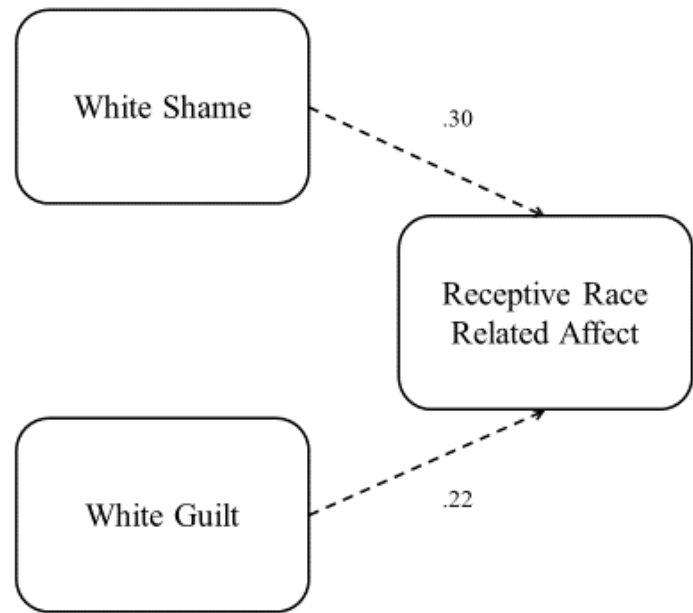 White Shame
.30
Receptive Race
Related Affect
White Guilt
.22